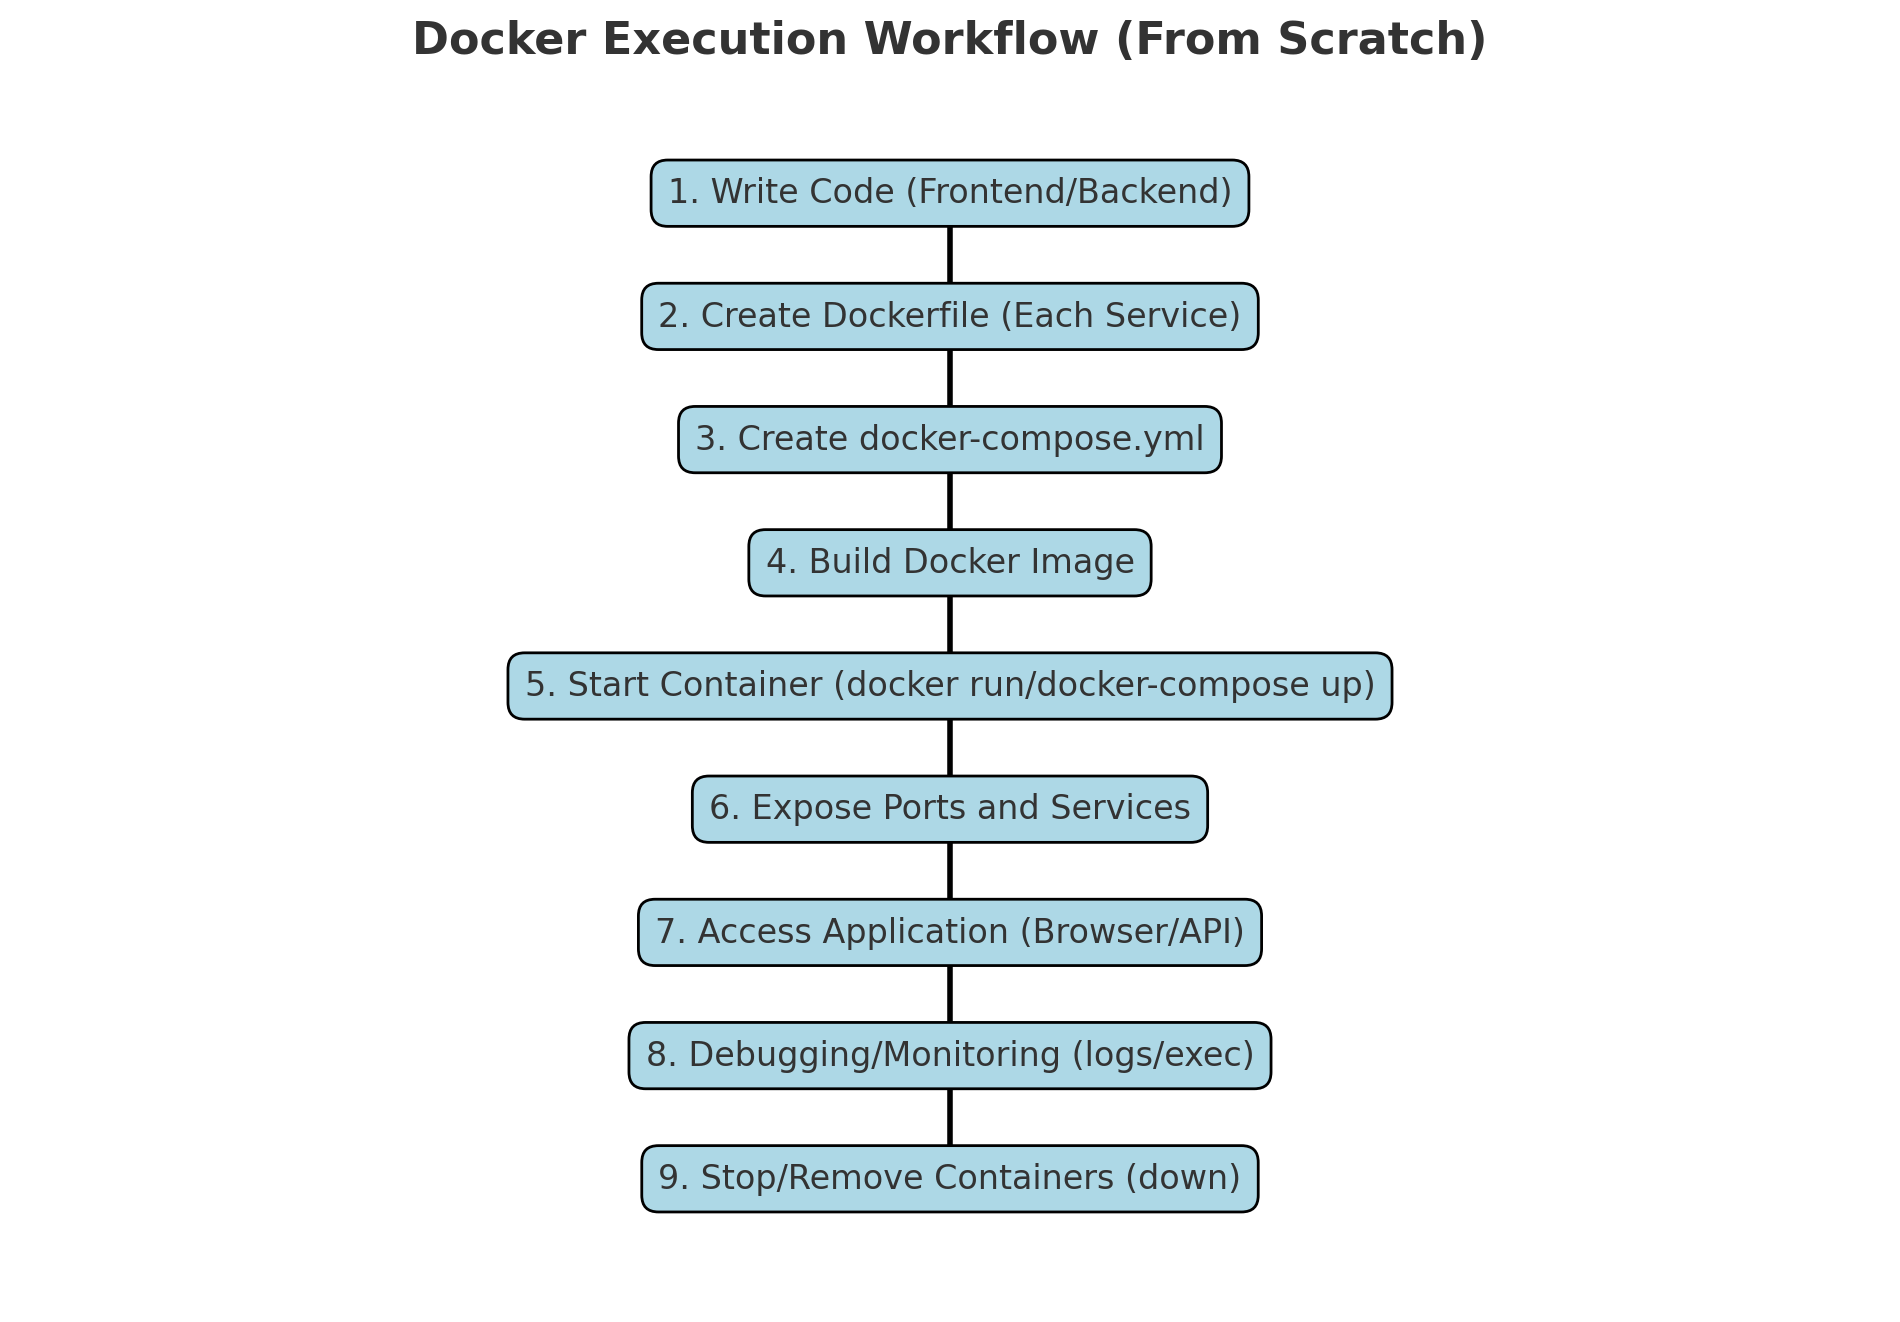 Docker Execution Workflow (From Scratch)
1. Write Code (Frontend/Backend)
2. Create Dockerfile (Each Service)
3. Create docker-compose.yml
4. Build Docker Image
5. Start Container (docker run/docker-compose up)
6. Expose Ports and Services
7. Access Application (Browser/API)
8. Debugging/Monitoring (logs/exec)
9. Stop/Remove Containers (down)